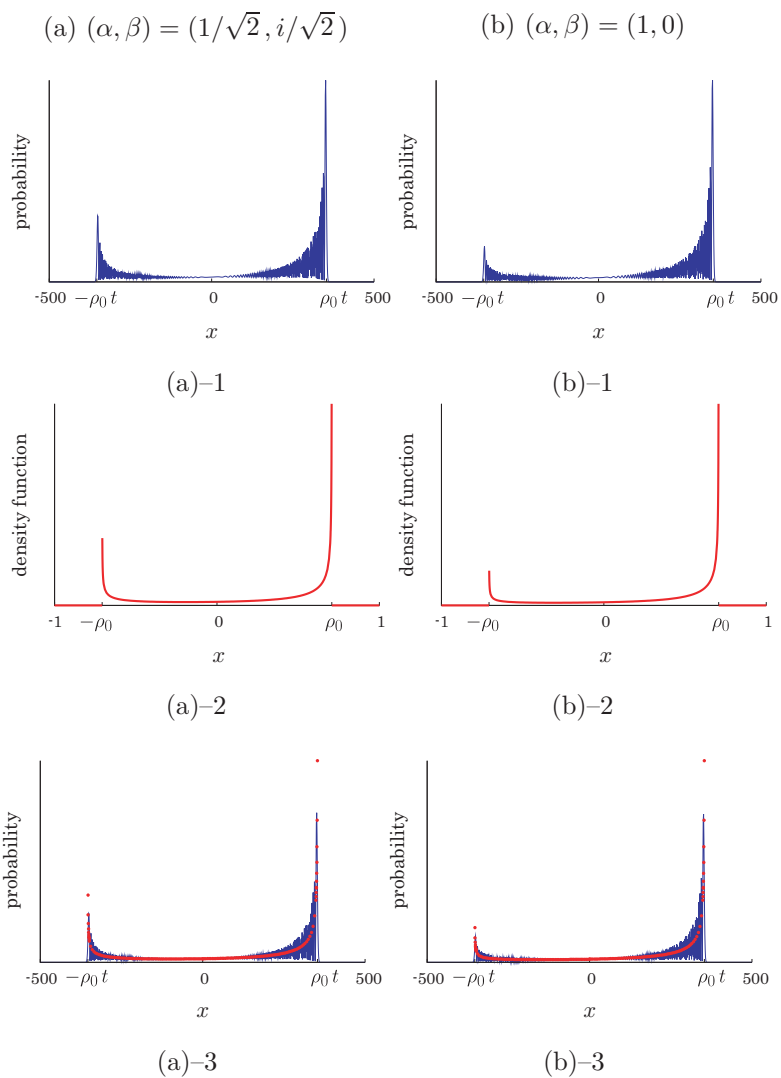 (a) (α, β) = (1/√2, i/√2)
(b) (α, β) = (1, 0)
probability
-500 −ρ₀ t 0 ρ₀ t 500
x
(a)–1
probability
-500 −ρ₀ t 0 ρ₀ t 500
x
(b)–1
density function
-1 −ρ₀ 0 ρ₀ 1
x
(a)–2
density function
-1 −ρ₀ 0 ρ₀ 1
x
(b)–2
probability
-500 −ρ₀ t 0 ρ₀ t 500
x
(a)–3
probability
-500 −ρ₀ t 0 ρ₀ t 500
x
(b)–3